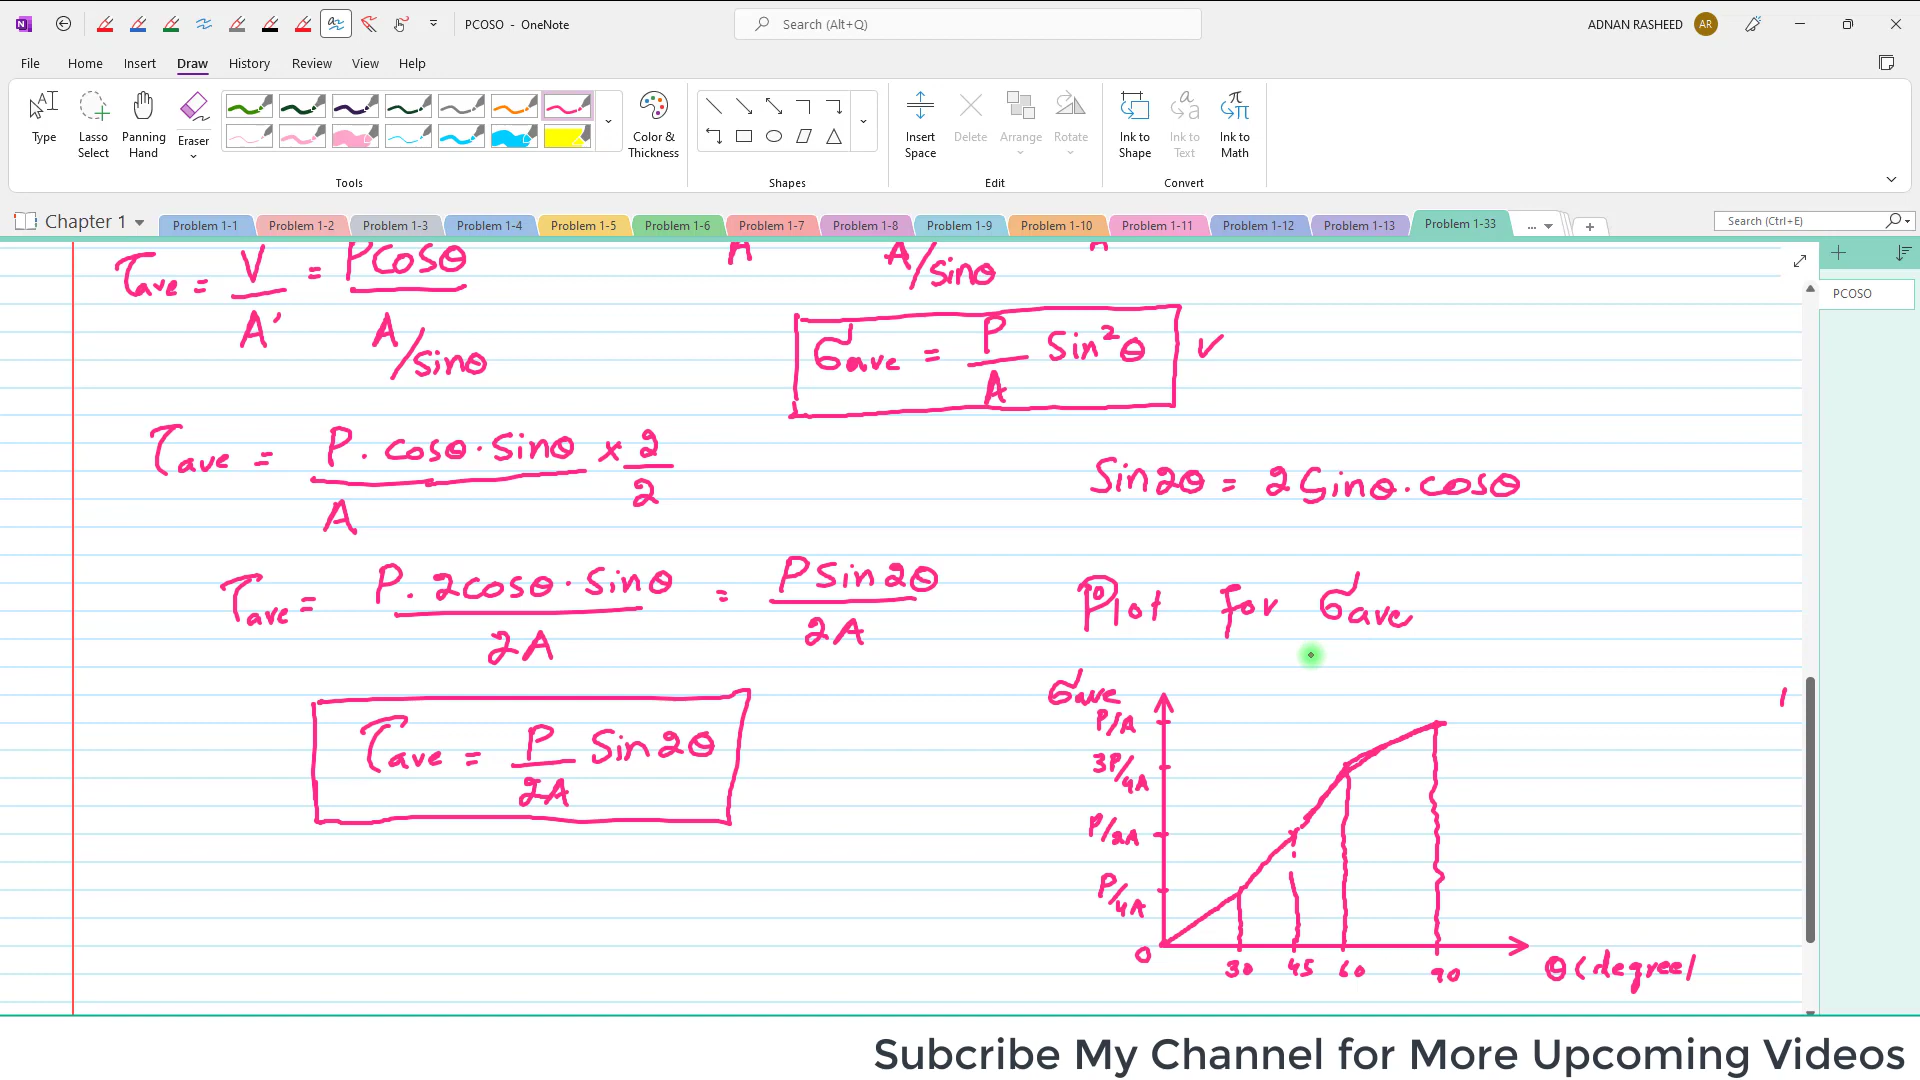 PCOSO - OneNote
Search (Alt+Q)
ADNAN RASHEED AR
File Home Insert Draw History Review View Help
Type
Lasso Select
Panning Hand
Eraser
Color & Thickness
Insert Space
Delete
Arrange
Rotate
Ink to Shape
Ink to Text
Ink to Math
Tools Shapes Edit Convert
Chapter 1
Problem 1-1 Problem 1-2 Problem 1-3 Problem 1-4 Problem 1-5 Problem 1-6 Problem 1-7 Problem 1-8 Problem 1-9 Problem 1-10 Problem 1-11 Problem 1-12 Problem 1-13 Problem 1-33 ...
Search (Ctrl+E)
PCOSO
τave = V/A' = Pcosθ / A/sinθ
A A/sinθ A
σave = P/A Sin²θ ✓
τave = P.cosθ.sinθ/A × 2/2
Sin2θ = 2Sinθ.cosθ
τave = P.2cosθ.sinθ/2A = PSin2θ/2A
Plot for σave
τave = P/2A Sin2θ
σave
P/A
3P/4A
P/2A
P/4A
0 30 45 60 90 θ(degree)
Subcribe My Channel for More Upcoming Videos